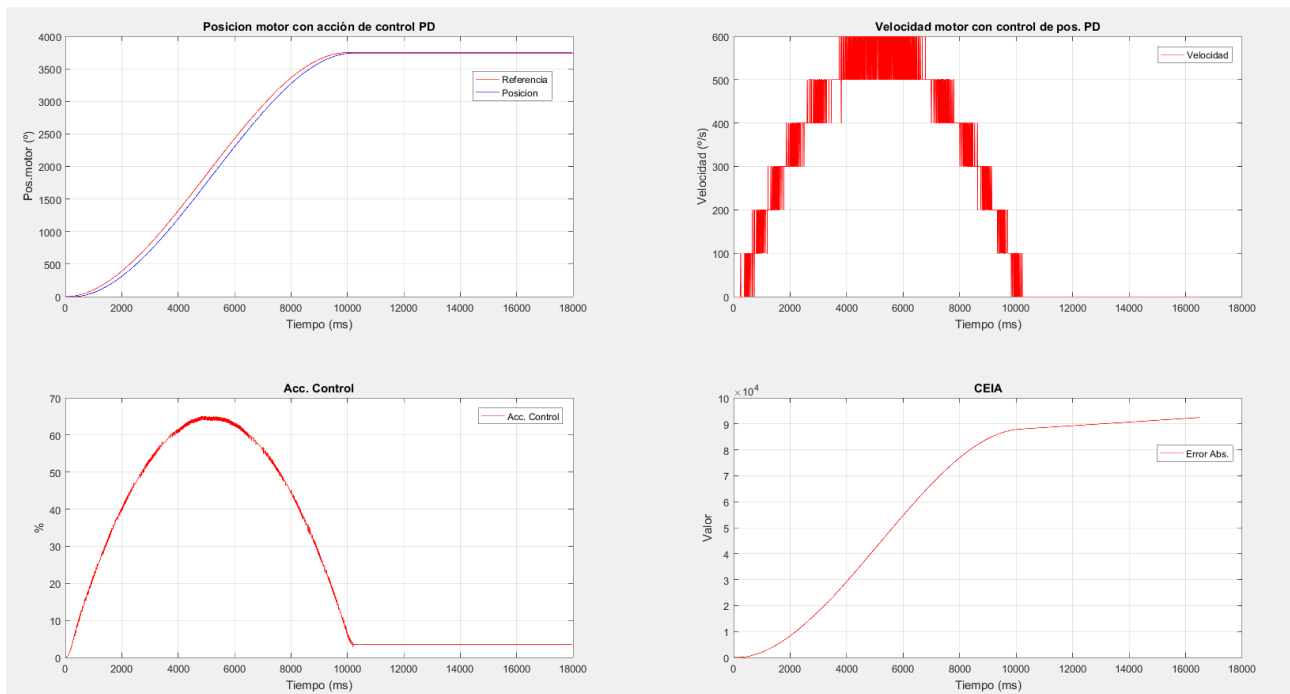 Posicion motor con acción de control PD
4000
3500
3000
2500
2000
1500
1000
500
0
Pos.motor (º)
Referencia
Posicion
0 2000 4000 6000 8000 10000 12000 14000 16000 18000
Tiempo (ms)
Velocidad motor con control de pos. PD
600
500
400
300
200
100
0
Velocidad (º/s)
Velocidad
0 2000 4000 6000 8000 10000 12000 14000 16000 18000
Tiempo (ms)
Acc. Control
70
60
50
40
30
20
10
0
%
Acc. Control
0 2000 4000 6000 8000 10000 12000 14000 16000 18000
Tiempo (ms)
CEIA
× 10^4
10
9
8
7
6
5
4
3
2
1
0
Valor
Error Abs.
0 2000 4000 6000 8000 10000 12000 14000 16000 18000
Tiempo (ms)